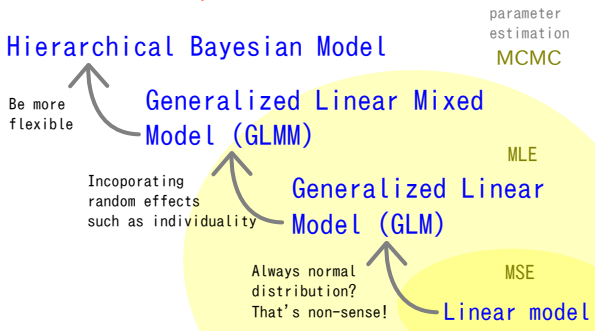 parameter
estimation
MCMC
Hierarchical Bayesian Model
Be more
flexible
Generalized Linear Mixed
Model (GLMM)
MLE
Incoporating
random effects
such as individuality
Generalized Linear
Model (GLM)
Always normal
distribution?
That's non-sense!
MSE
Linear model